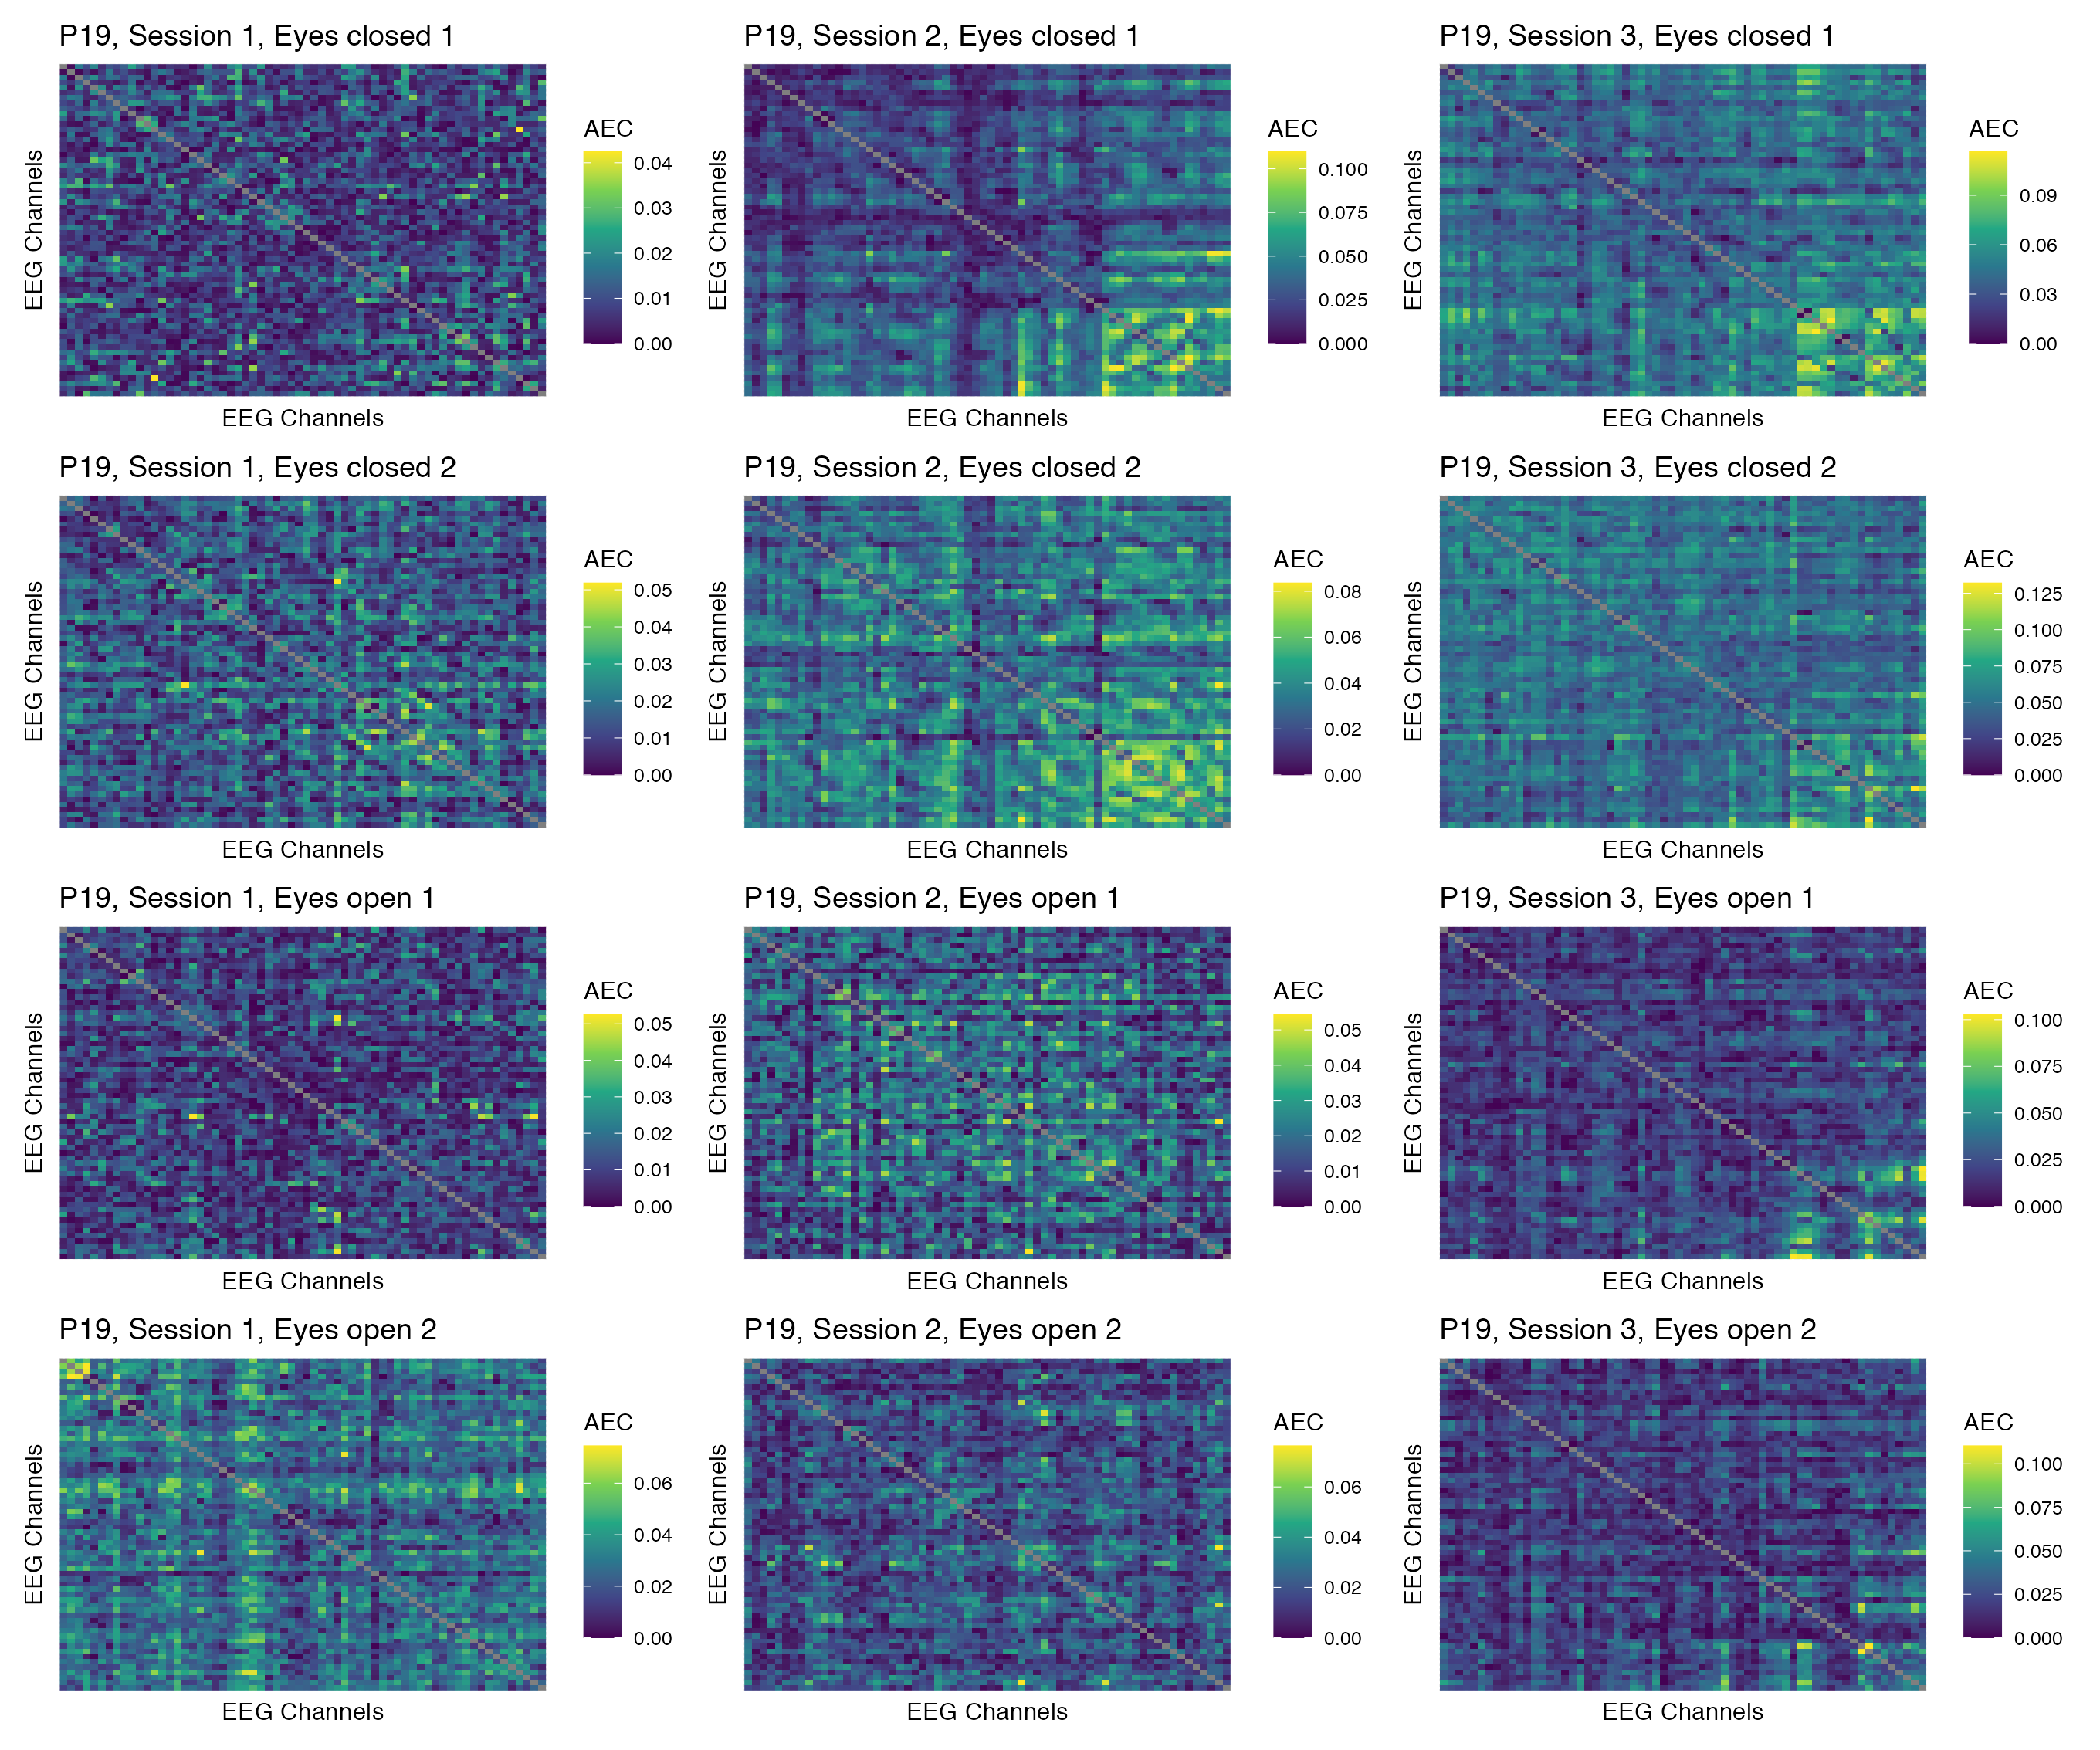 P19, Session 1, Eyes closed 1
EEG Channels
EEG Channels
AEC
0.04
0.03
0.02
0.01
0.00
P19, Session 2, Eyes closed 1
EEG Channels
EEG Channels
AEC
0.100
0.075
0.050
0.025
0.000
P19, Session 3, Eyes closed 1
EEG Channels
EEG Channels
AEC
0.09
0.06
0.03
0.00
P19, Session 1, Eyes closed 2
EEG Channels
EEG Channels
AEC
0.05
0.04
0.03
0.02
0.01
0.00
P19, Session 2, Eyes closed 2
EEG Channels
EEG Channels
AEC
0.08
0.06
0.04
0.02
0.00
P19, Session 3, Eyes closed 2
EEG Channels
EEG Channels
AEC
0.125
0.100
0.075
0.050
0.025
0.000
P19, Session 1, Eyes open 1
EEG Channels
EEG Channels
AEC
0.05
0.04
0.03
0.02
0.01
0.00
P19, Session 2, Eyes open 1
EEG Channels
EEG Channels
AEC
0.05
0.04
0.03
0.02
0.01
0.00
P19, Session 3, Eyes open 1
EEG Channels
EEG Channels
AEC
0.100
0.075
0.050
0.025
0.000
P19, Session 1, Eyes open 2
EEG Channels
EEG Channels
AEC
0.06
0.04
0.02
0.00
P19, Session 2, Eyes open 2
EEG Channels
EEG Channels
AEC
0.06
0.04
0.02
0.00
P19, Session 3, Eyes open 2
EEG Channels
EEG Channels
AEC
0.100
0.075
0.050
0.025
0.000